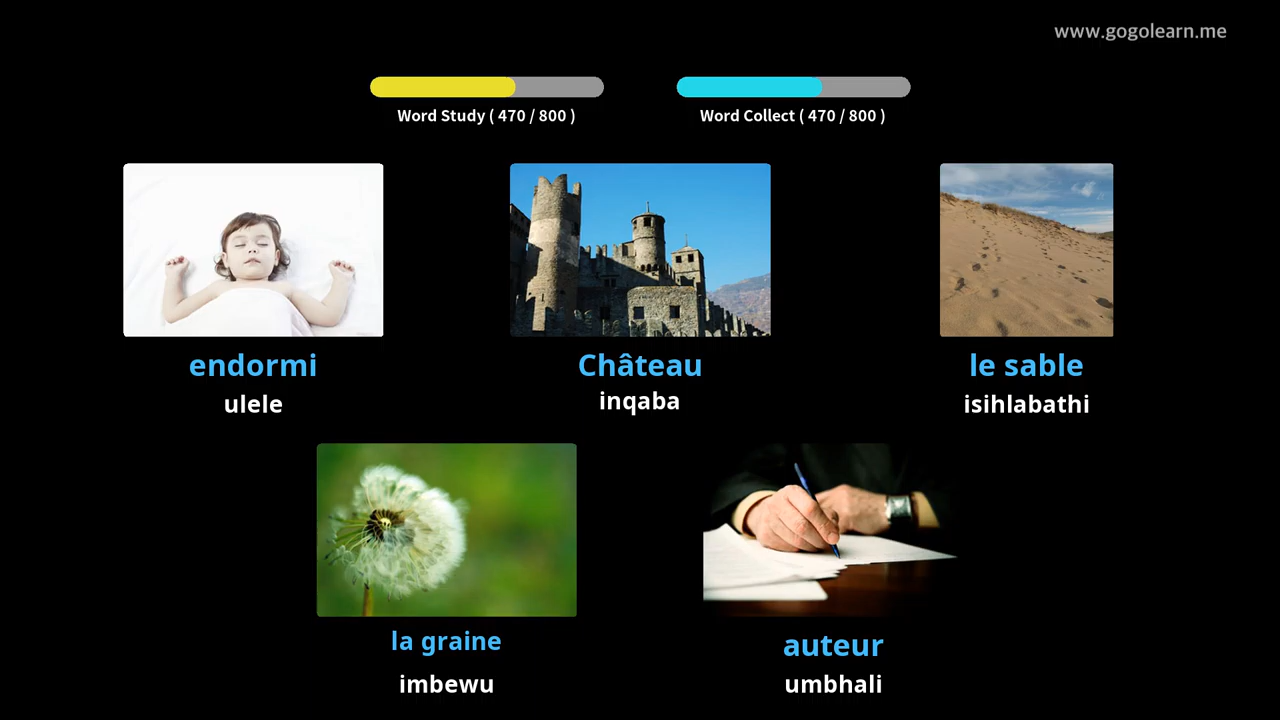 www.gogolearn.me
Word Study ( 470 / 800 )
Word Collect ( 470 / 800 )
endormi
ulele
Château
inqaba
le sable
isihlabathi
la graine
imbewu
auteur
umbhali